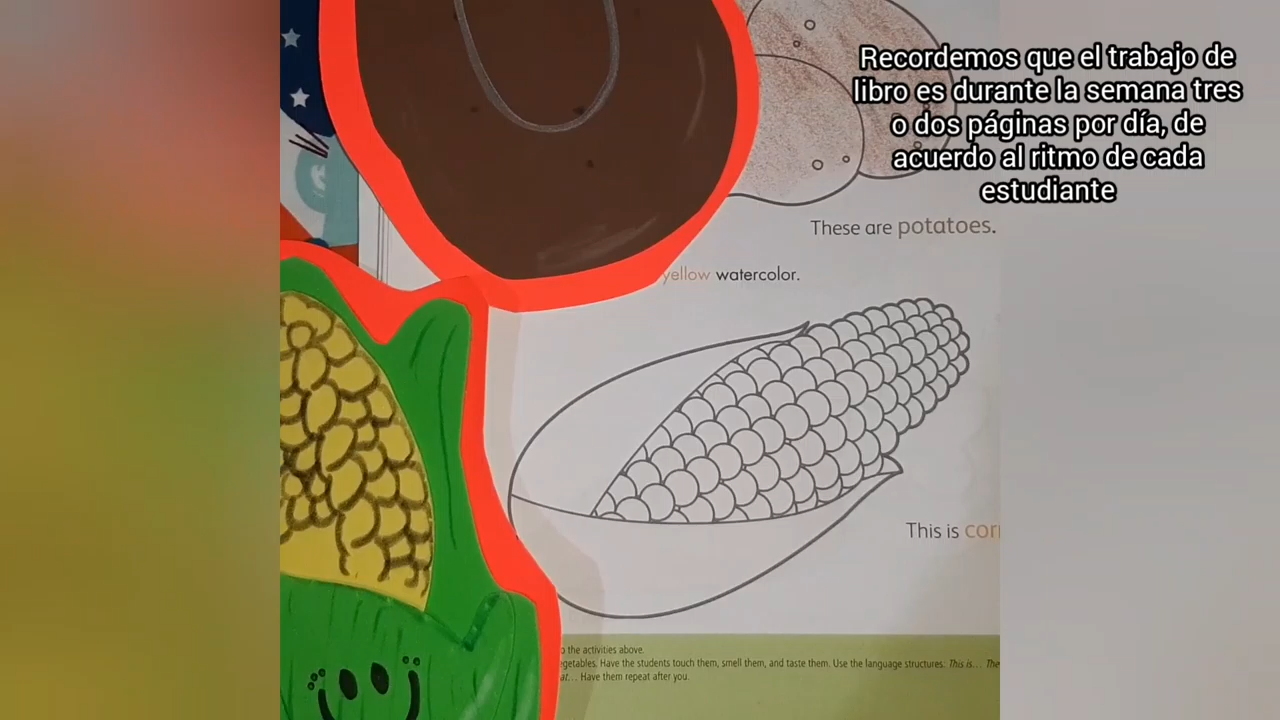 Recordemos que el trabajo de
libro es durante la semana tres
o dos páginas por día, de
acuerdo al ritmo de cada
estudiante
These are potatoes.
yellow watercolor.
This is
the activities above.
Have the students touch them, smell them, and taste them. Use the language structures: This is...
Have them repeat after you.